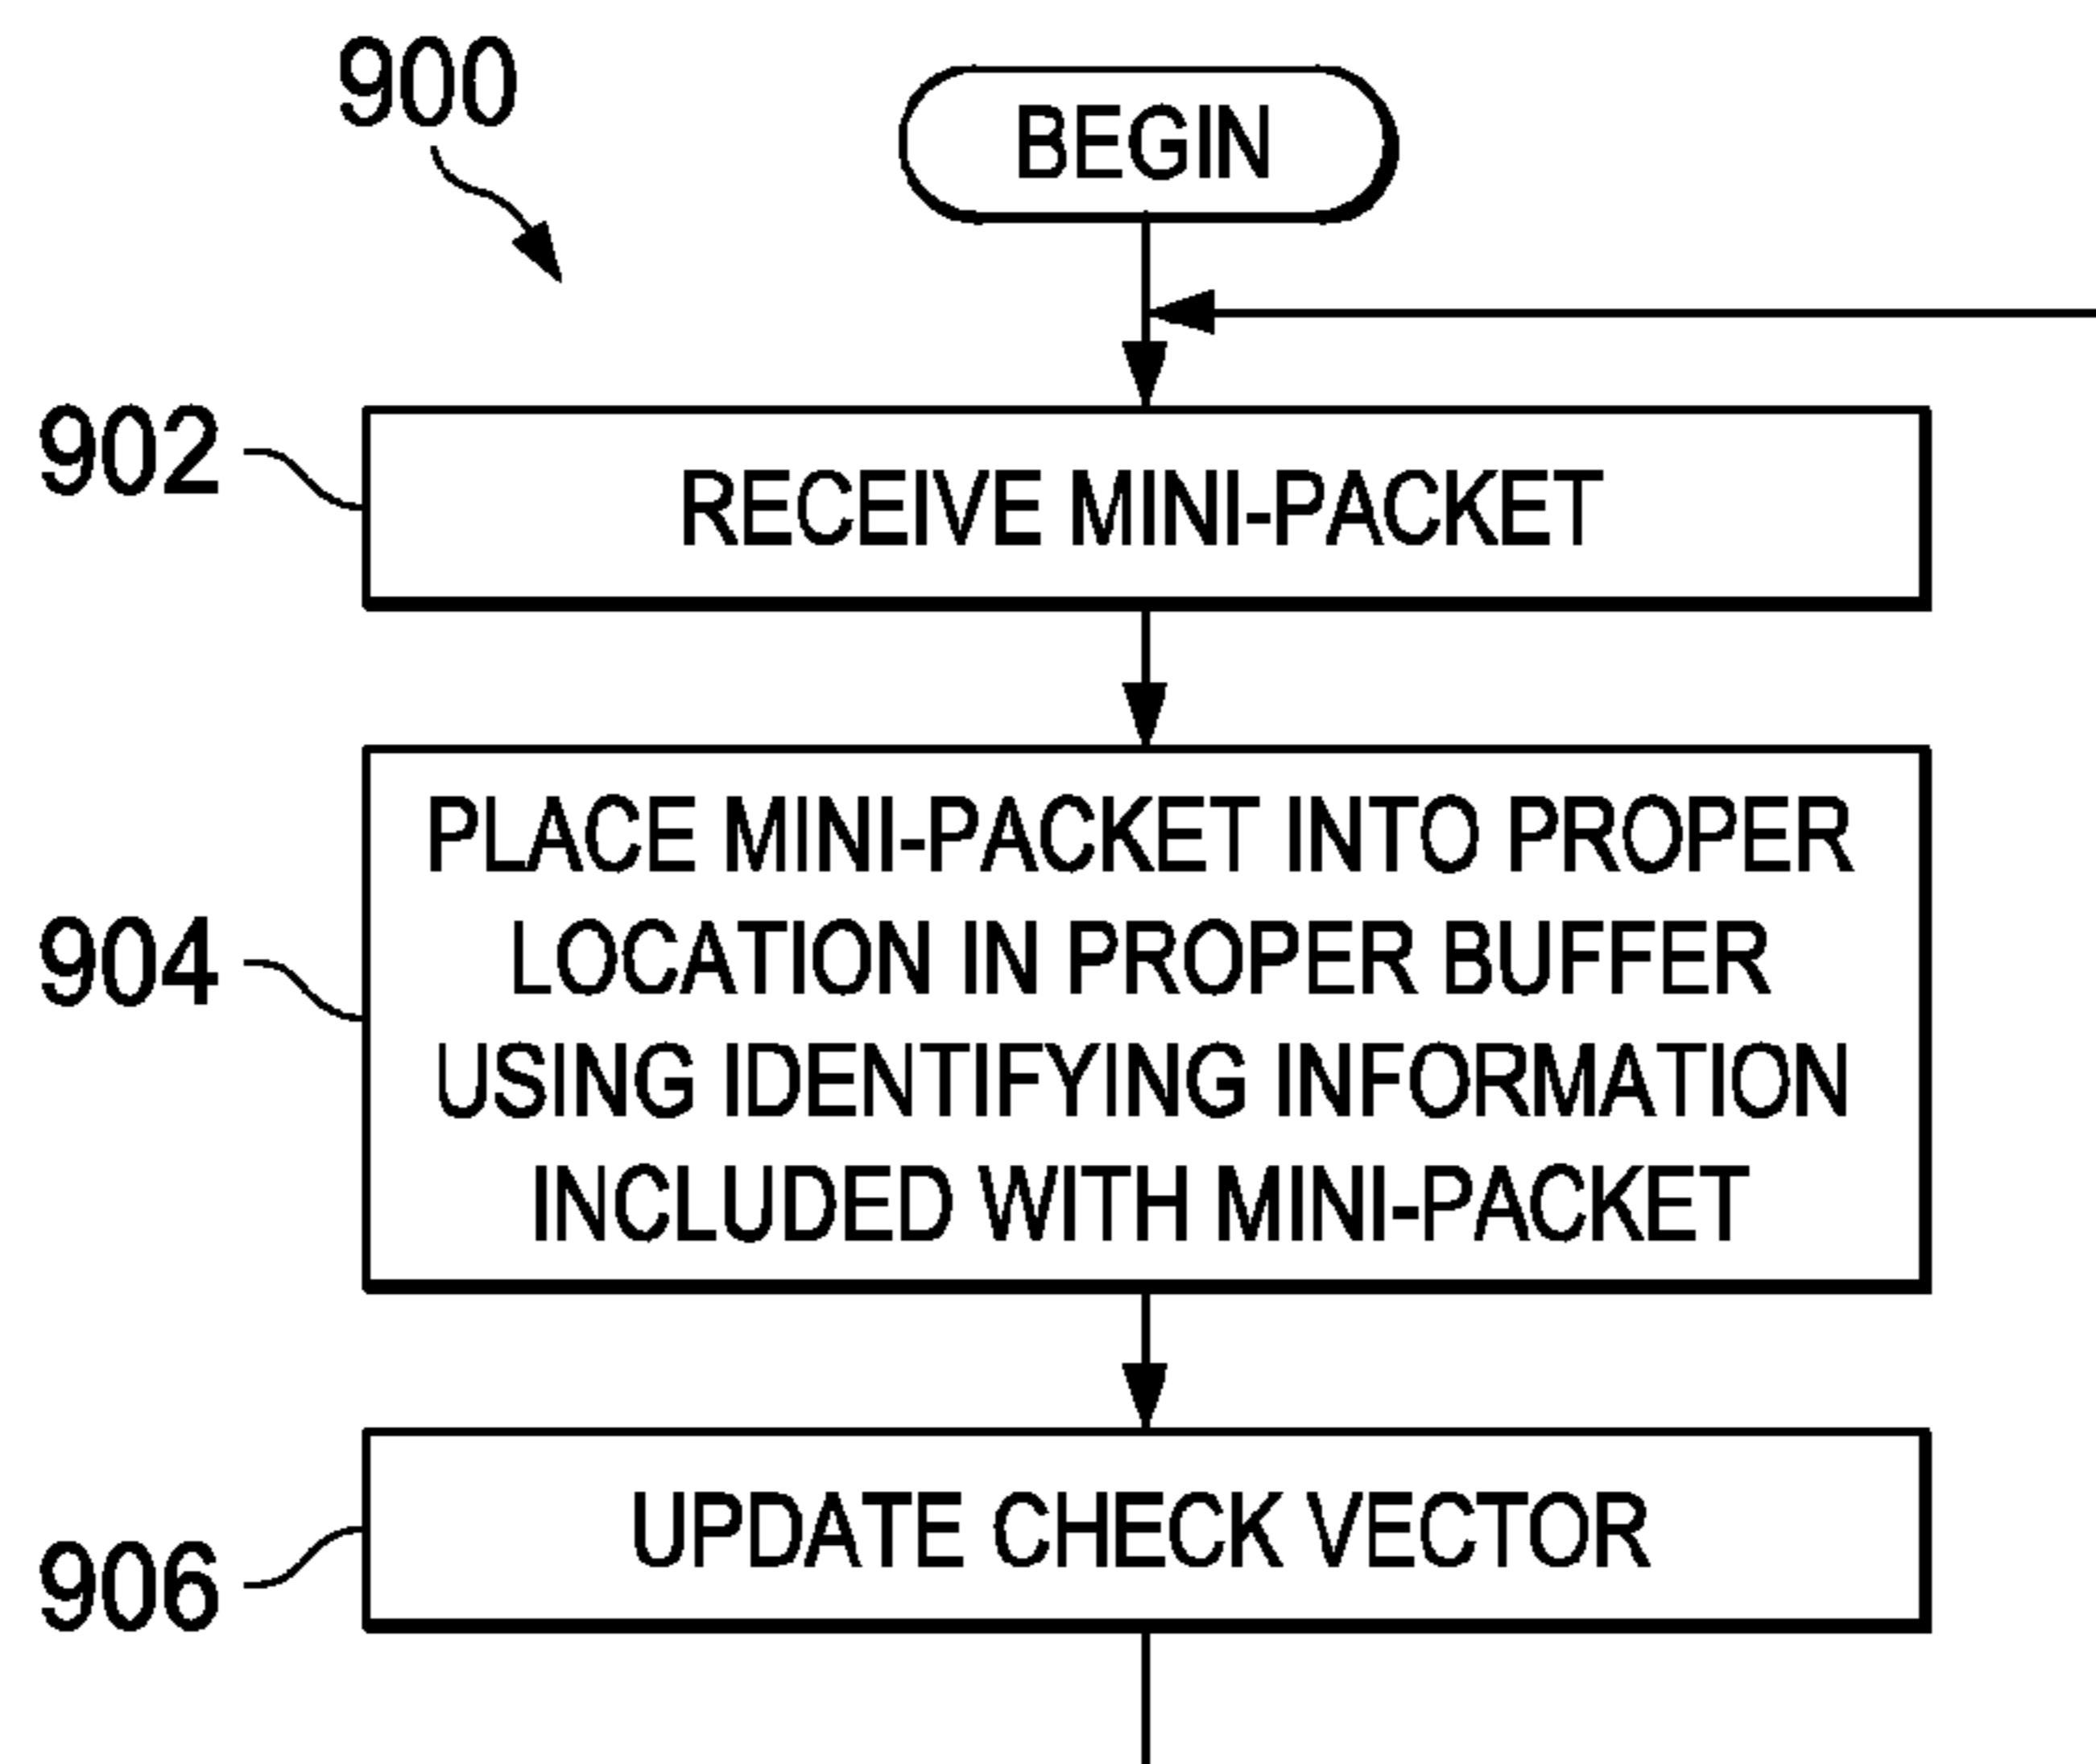 900
BEGIN
902
RECEIVE MINI-PACKET
904
PLACE MINI-PACKET INTO PROPER
LOCATION IN PROPER BUFFER
USING IDENTIFYING INFORMATION
INCLUDED WITH MINI-PACKET
906
UPDATE CHECK VECTOR